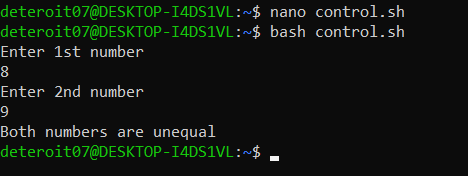 deteroit07@DESKTOP-I4DS1VL:~$ nano control.sh
deteroit07@DESKTOP-I4DS1VL:~$ bash control.sh
Enter 1st number
8
Enter 2nd number
9
Both numbers are unequal
deteroit07@DESKTOP-I4DS1VL:~$